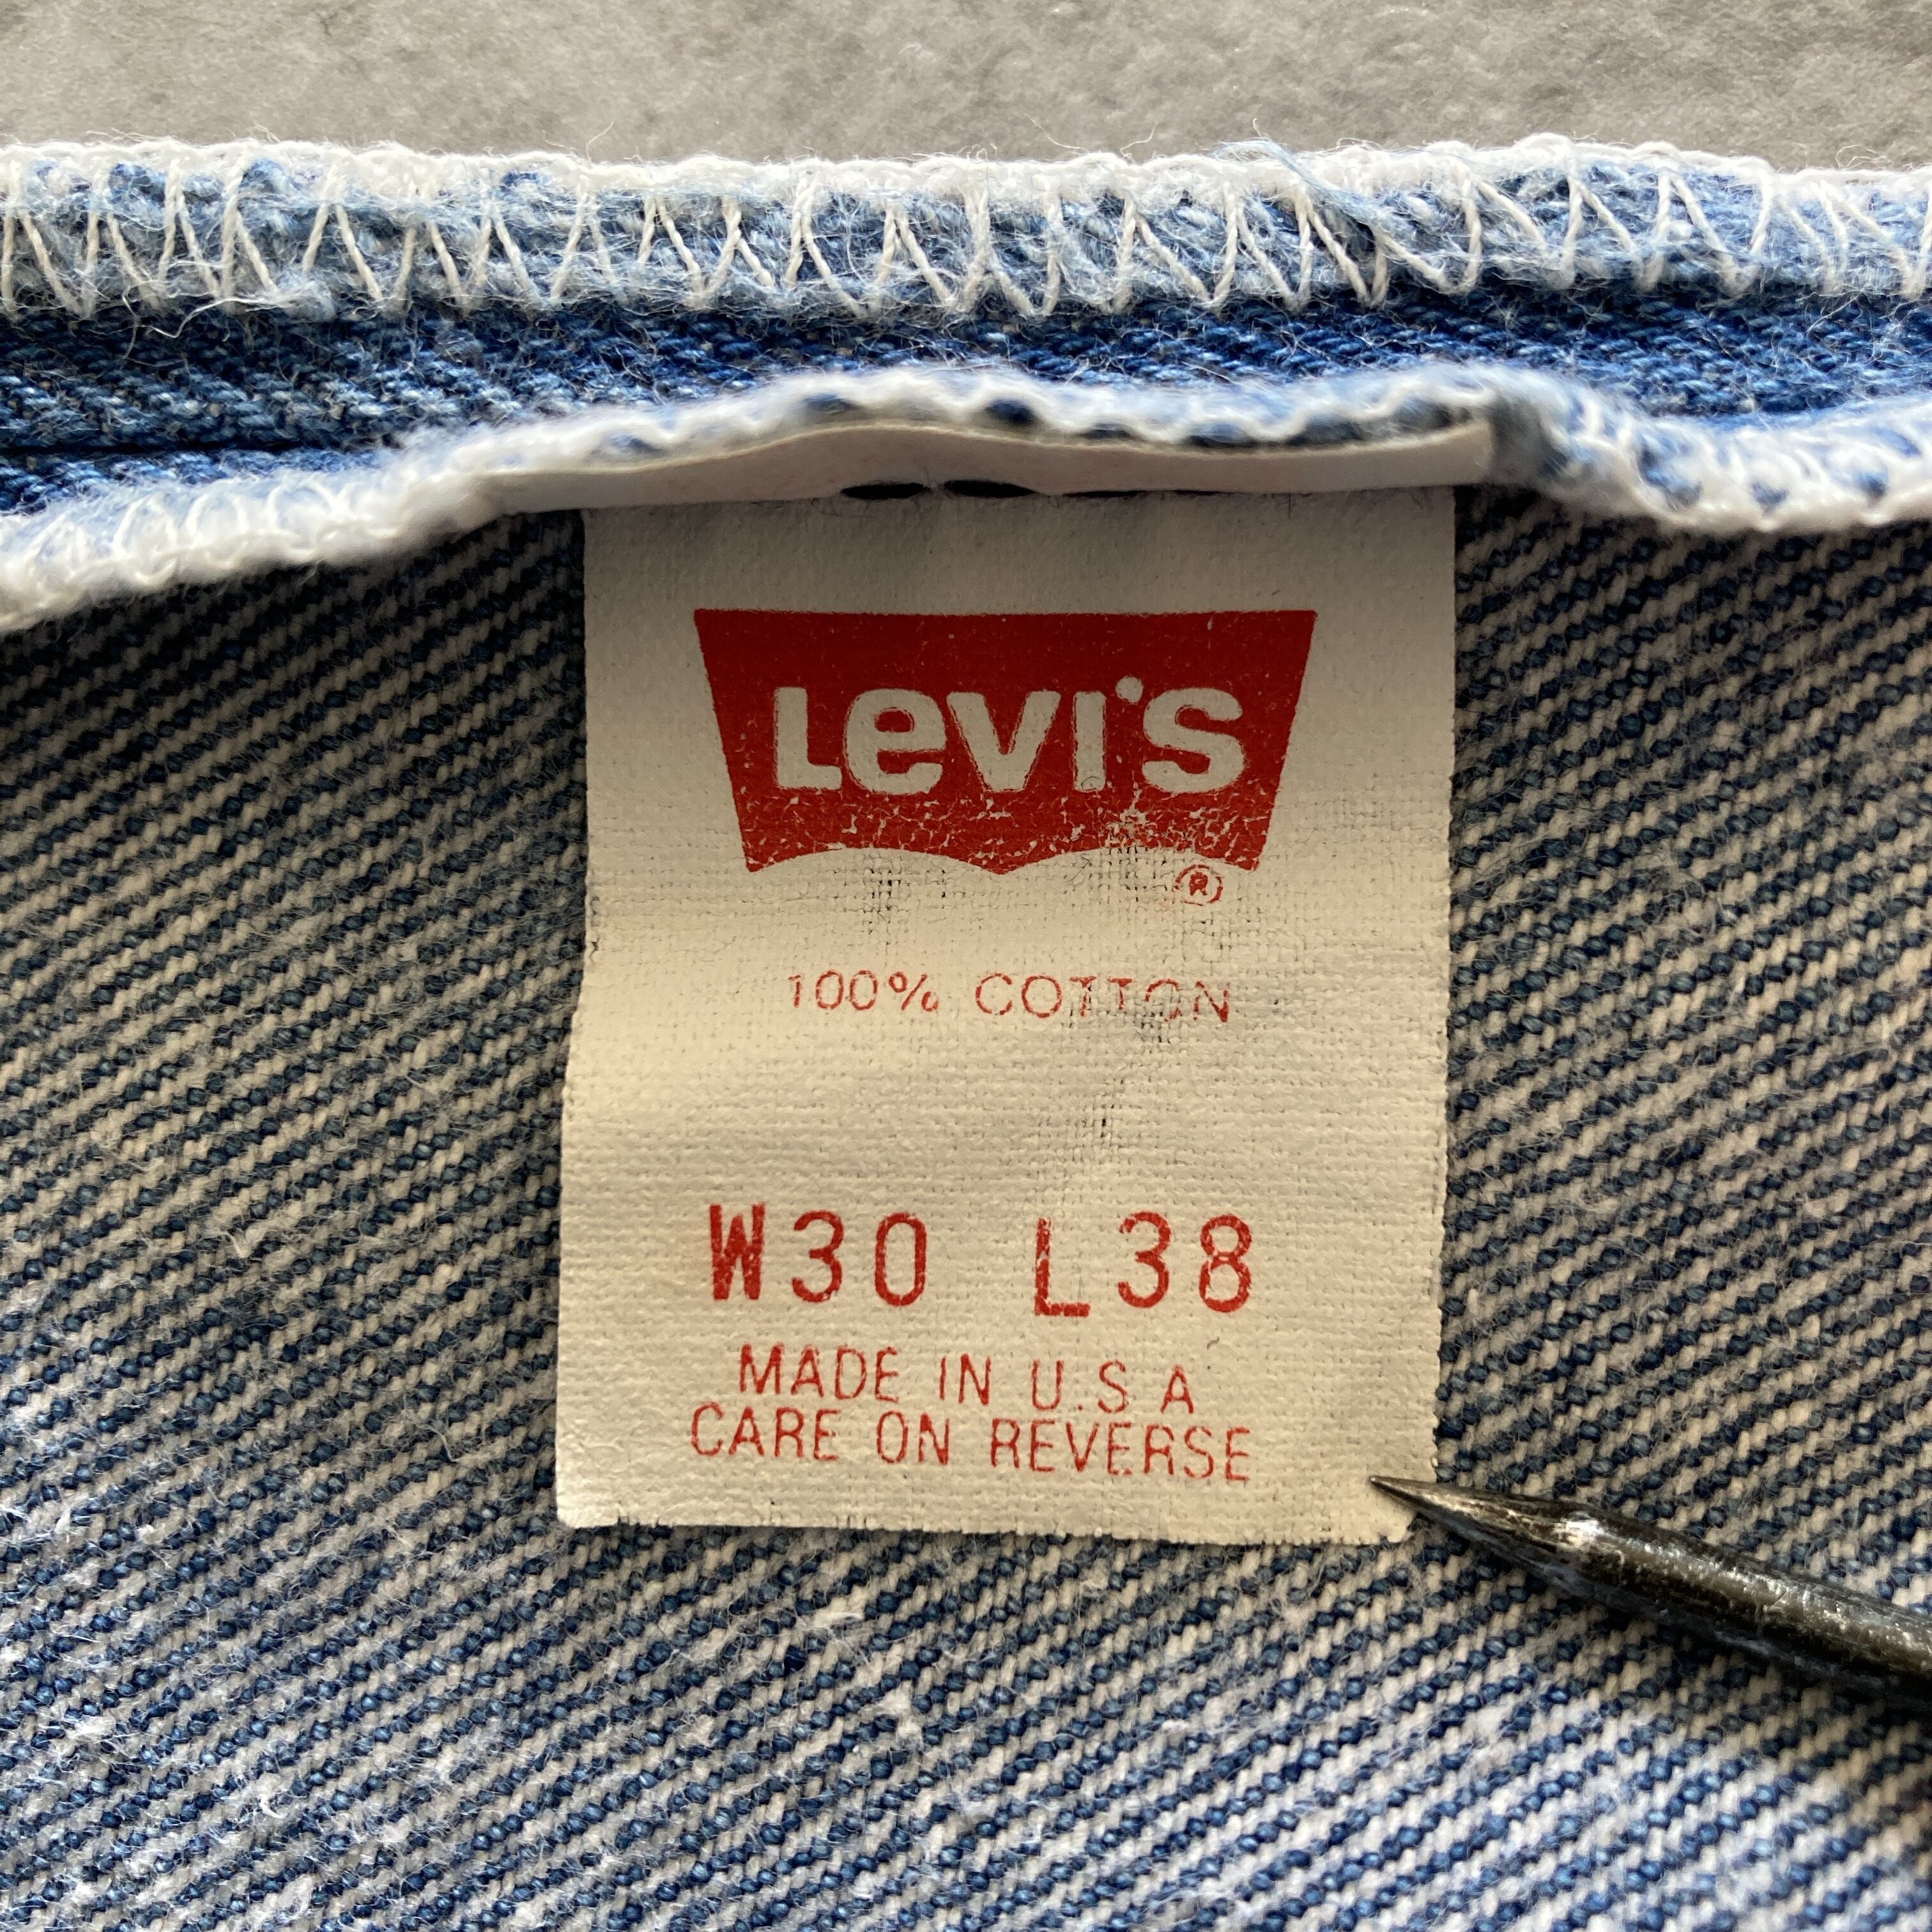 Levi's
®
100% COTTON
W30 L38
MADE IN U.S.A
CARE ON REVERSE